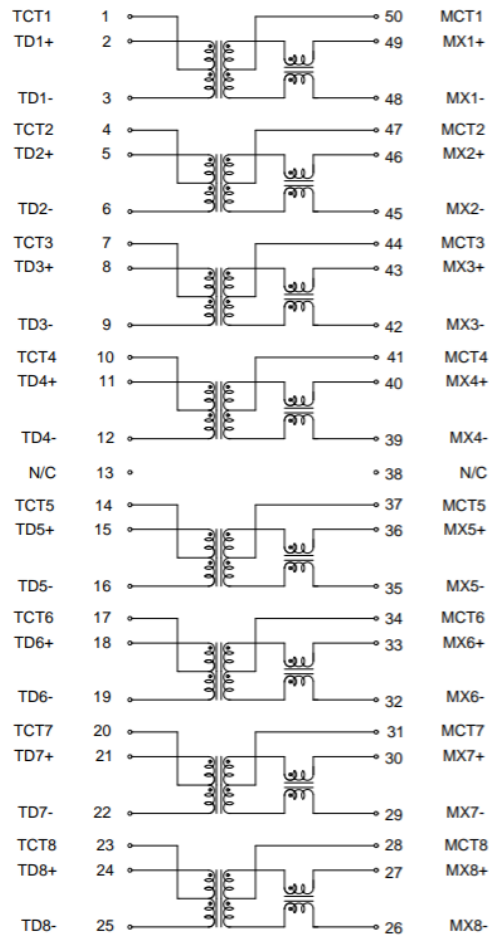 TCT1 1 50 MCT1
TD1+ 2 49 MX1+
TD1- 3 48 MX1-
TCT2 4 47 MCT2
TD2+ 5 46 MX2+
TD2- 6 45 MX2-
TCT3 7 44 MCT3
TD3+ 8 43 MX3+
TD3- 9 42 MX3-
TCT4 10 41 MCT4
TD4+ 11 40 MX4+
TD4- 12 39 MX4-
N/C 13 38 N/C
TCT5 14 37 MCT5
TD5+ 15 36 MX5+
TD5- 16 35 MX5-
TCT6 17 34 MCT6
TD6+ 18 33 MX6+
TD6- 19 32 MX6-
TCT7 20 31 MCT7
TD7+ 21 30 MX7+
TD7- 22 29 MX7-
TCT8 23 28 MCT8
TD8+ 24 27 MX8+
TD8- 25 26 MX8-